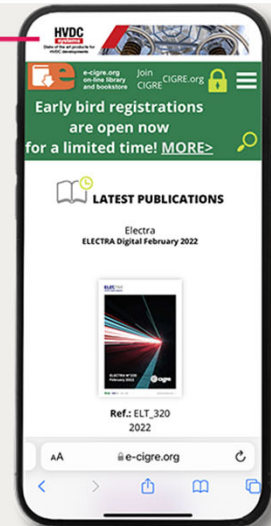 HVDC
systems
State of the art products for
HVDC developments
e-cigre.org
on-line library
and bookstore
Join
CIGRE
CIGRE.org
Early bird registrations
are open now
for a limited time! MORE>
LATEST PUBLICATIONS
Electra
ELECTRA Digital February 2022
ELECTRA
ELECTRA N°320
February 2022
cigre
Ref.: ELT_320
2022
AA
e-cigre.org